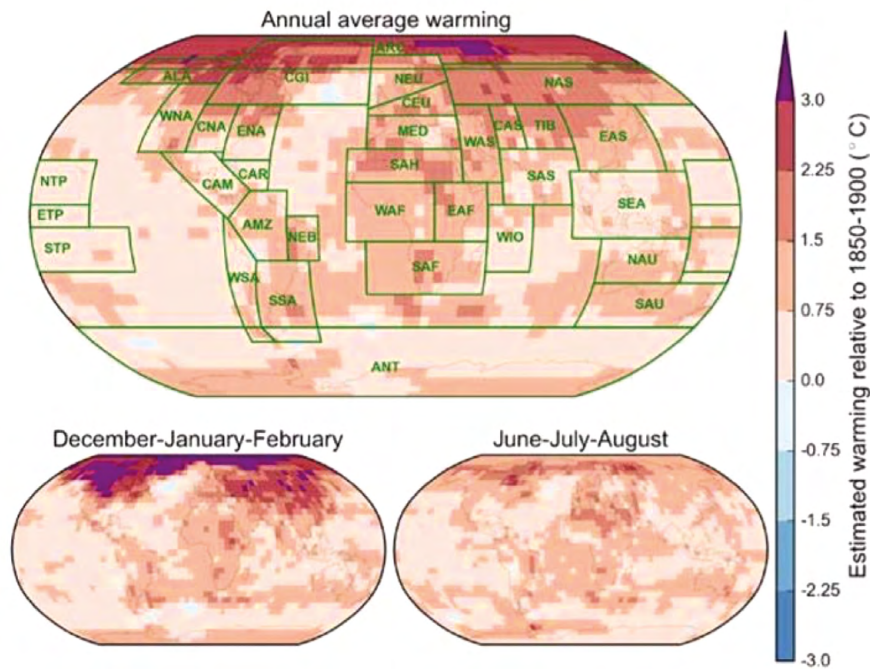 Annual average warming
ARC
ALA
CGI
NEU
NAS
CEU
WNA
CNA
ENA
MED
WAS
CAS
TIB
EAS
SAH
NTP
CAM
CAR
SAS
ETP
AMZ
WAF
EAF
SEA
STP
NEB
WIO
WSA
SAF
NAU
SSA
SAU
ANT
December-January-February
June-July-August
3.0
2.25
1.5
0.75
0.0
-0.75
-1.5
-2.25
-3.0
Estimated warming relative to 1850-1900 (°C)